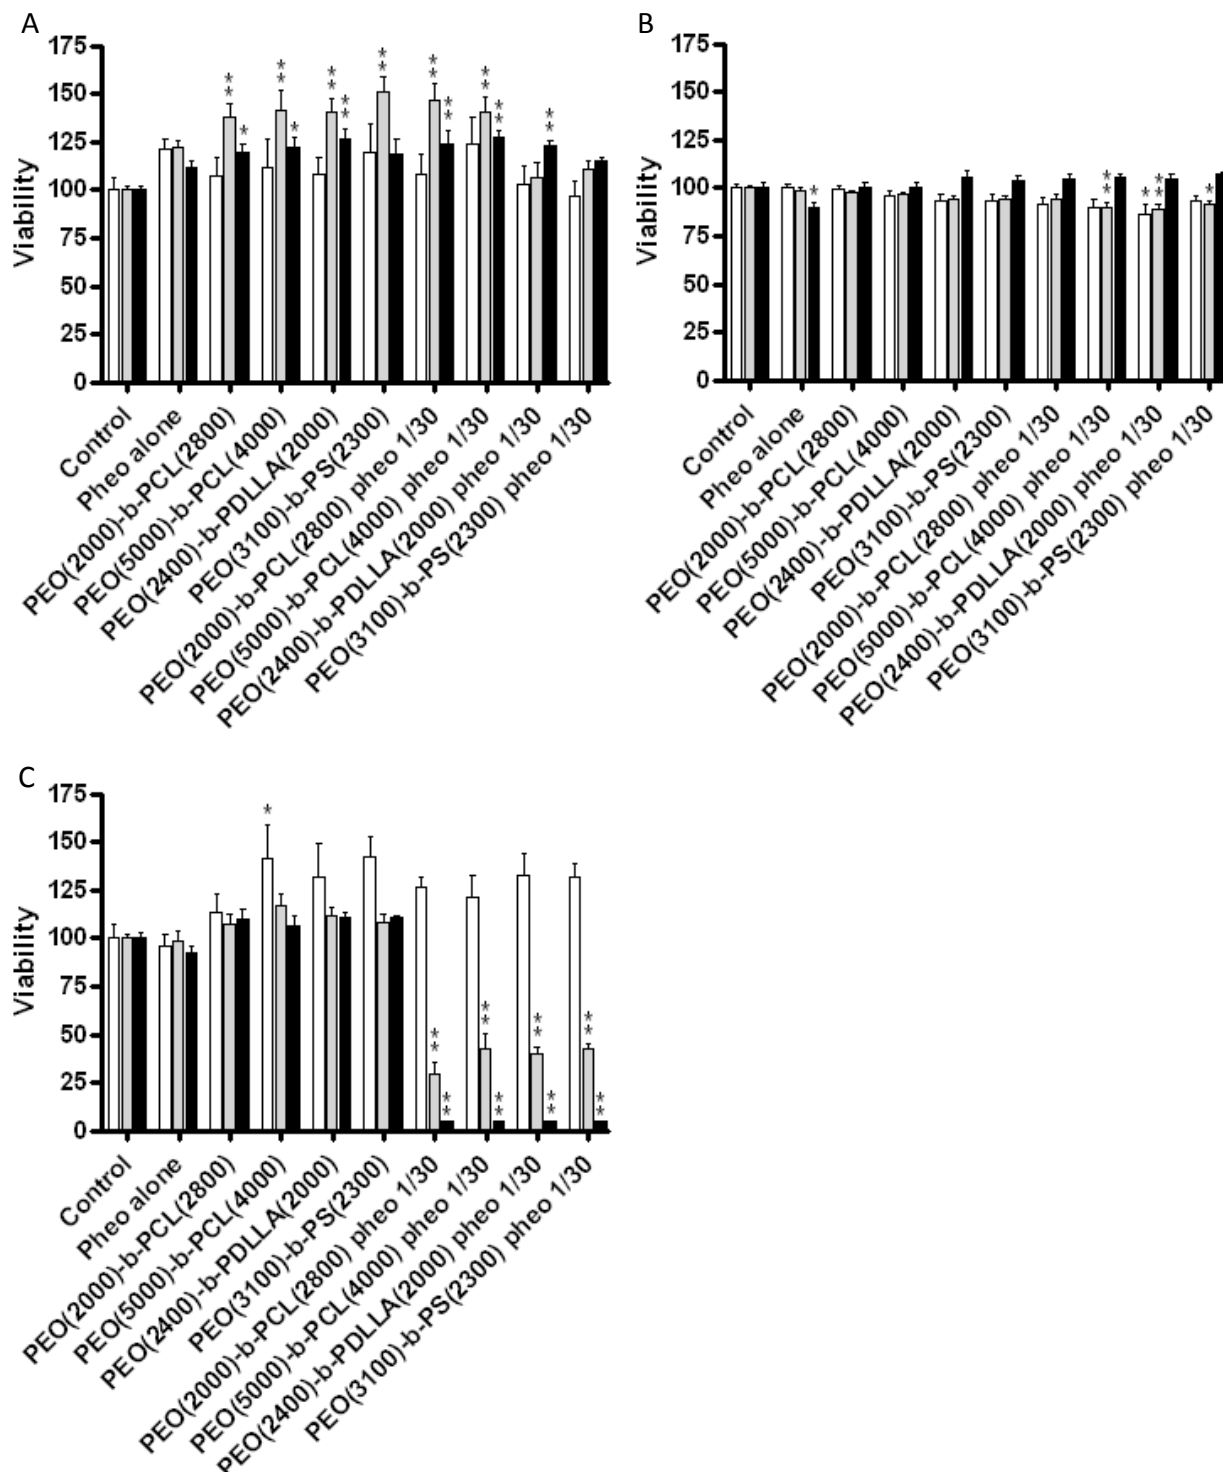 A
175
150
125
100
75
50
25
0
Viability
**
**
*
**
*
**
**
**
**
**
**
**
**
Control
Pheo alone
PEO(2000)-b-PCL(2800)
PEO(5000)-b-PCL(4000)
PEO(2400)-b-PDLLA(2000)
PEO(3100)-b-PS(2300)
PEO(2000)-b-PCL(2800) pheo 1/30
PEO(5000)-b-PCL(4000) pheo 1/30
PEO(2400)-b-PDLLA(2000) pheo 1/30
PEO(3100)-b-PS(2300) pheo 1/30
B
175
150
125
100
75
50
25
0
Viability
*
**
*
**
*
Control
Pheo alone
PEO(2000)-b-PCL(2800)
PEO(5000)-b-PCL(4000)
PEO(2400)-b-PDLLA(2000)
PEO(3100)-b-PS(2300)
PEO(2000)-b-PCL(2800) pheo 1/30
PEO(5000)-b-PCL(4000) pheo 1/30
PEO(2400)-b-PDLLA(2000) pheo 1/30
PEO(3100)-b-PS(2300) pheo 1/30
C
175
150
125
100
75
50
25
0
Viability
*
**
**
**
**
**
**
**
**
Control
Pheo alone
PEO(2000)-b-PCL(2800)
PEO(5000)-b-PCL(4000)
PEO(2400)-b-PDLLA(2000)
PEO(3100)-b-PS(2300)
PEO(2000)-b-PCL(2800) pheo 1/30
PEO(5000)-b-PCL(4000) pheo 1/30
PEO(2400)-b-PDLLA(2000) pheo 1/30
PEO(3100)-b-PS(2300) pheo 1/30